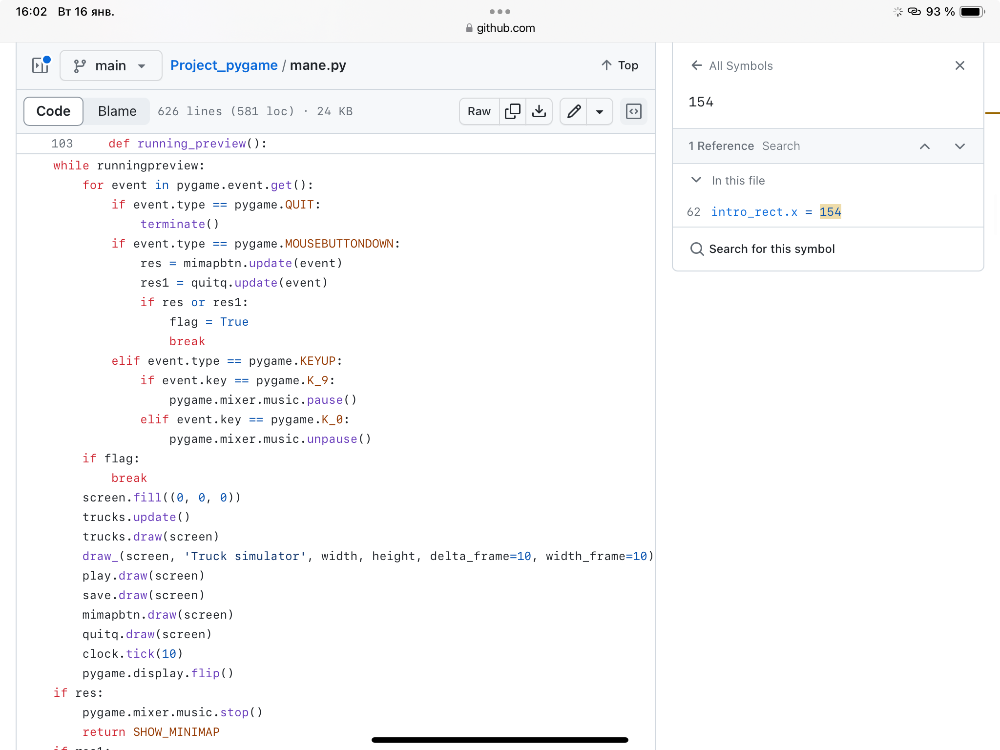 16:02 Вт 16 янв.
93 %
github.com
main
Project_pygame / mane.py
Top
Code Blame 626 lines (581 loc) · 24 KB
Raw
103 def running_preview():
while runningpreview:
for event in pygame.event.get():
if event.type == pygame.QUIT:
terminate()
if event.type == pygame.MOUSEBUTTONDOWN:
res = mimapbtn.update(event)
res1 = quitq.update(event)
if res or res1:
flag = True
break
elif event.type == pygame.KEYUP:
if event.key == pygame.K_9:
pygame.mixer.music.pause()
elif event.key == pygame.K_0:
pygame.mixer.music.unpause()
if flag:
break
screen.fill((0, 0, 0))
trucks.update()
trucks.draw(screen)
draw_(screen, 'Truck simulator', width, height, delta_frame=10, width_frame=10)
play.draw(screen)
save.draw(screen)
mimapbtn.draw(screen)
quitq.draw(screen)
clock.tick(10)
pygame.display.flip()
if res:
pygame.mixer.music.stop()
return SHOW_MINIMAP
if res1:
All Symbols
154
1 Reference Search
In this file
62 intro_rect.x = 154
Search for this symbol